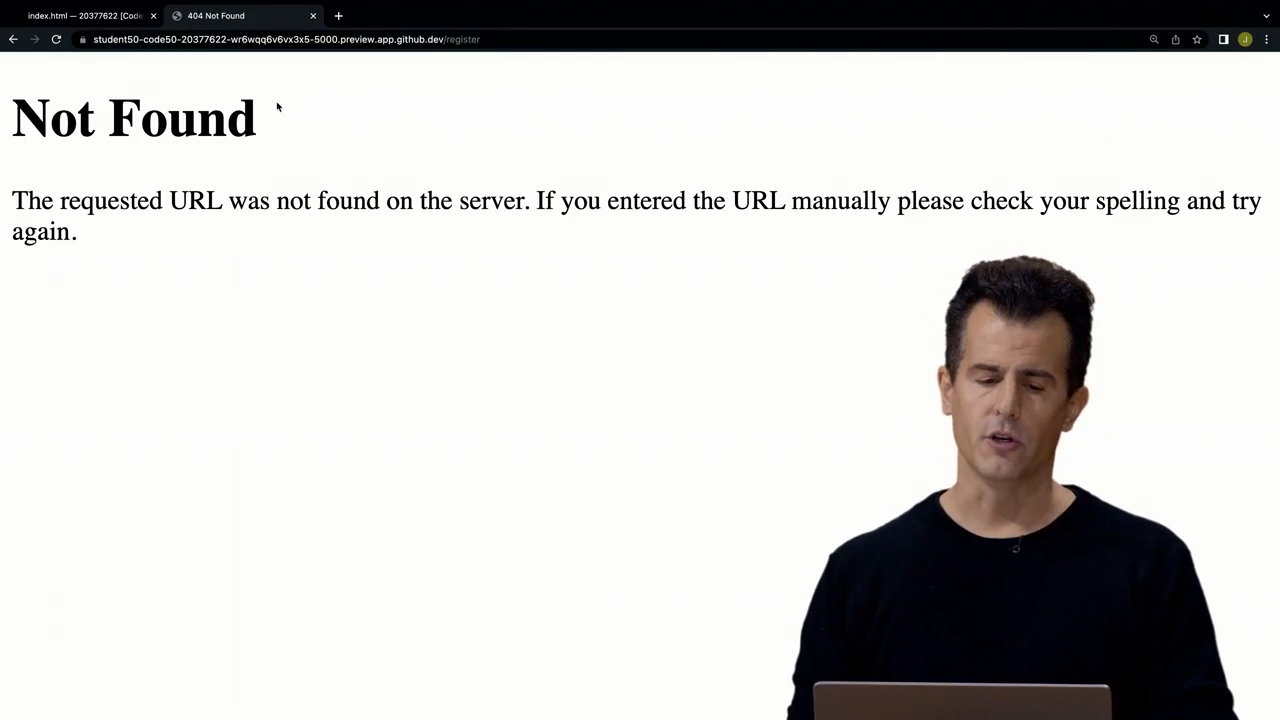 index.html — 20377622 [Code
404 Not Found
student50-code50-20377622-wr6wqq6v6vx3x5-5000.preview.app.github.dev/register
J
Not Found
The requested URL was not found on the server. If you entered the URL manually please check your spelling and try
again.